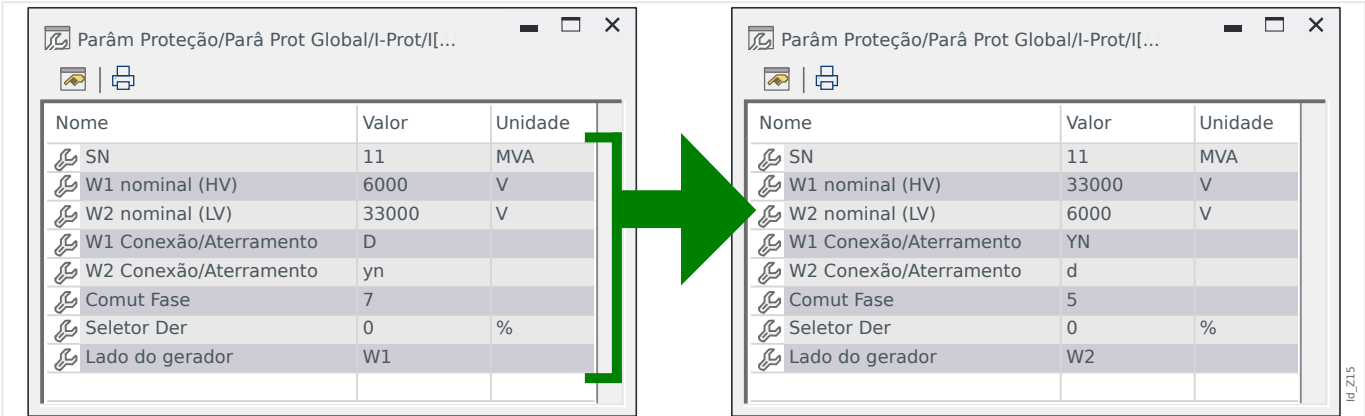 Parâm Proteção/Parâ Prot Global/I-Prot/I[...
Nome Valor Unidade
SN 11 MVA
W1 nominal (HV) 6000 V
W2 nominal (LV) 33000 V
W1 Conexão/Aterramento D
W2 Conexão/Aterramento yn
Comut Fase 7
Seletor Der 0 %
Lado do gerador W1
Parâm Proteção/Parâ Prot Global/I-Prot/I[...
Nome Valor Unidade
SN 11 MVA
W1 nominal (HV) 33000 V
W2 nominal (LV) 6000 V
W1 Conexão/Aterramento YN
W2 Conexão/Aterramento d
Comut Fase 5
Seletor Der 0 %
Lado do gerador W2
Id_Z15